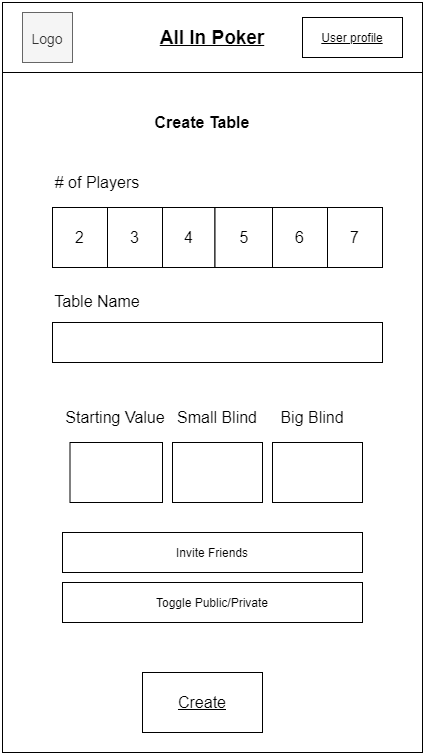 Logo
All In Poker
User profile
Create Table
# of Players
2 3 4 5 6 7
Table Name
Starting Value Small Blind Big Blind
Invite Friends
Toggle Public/Private
Create